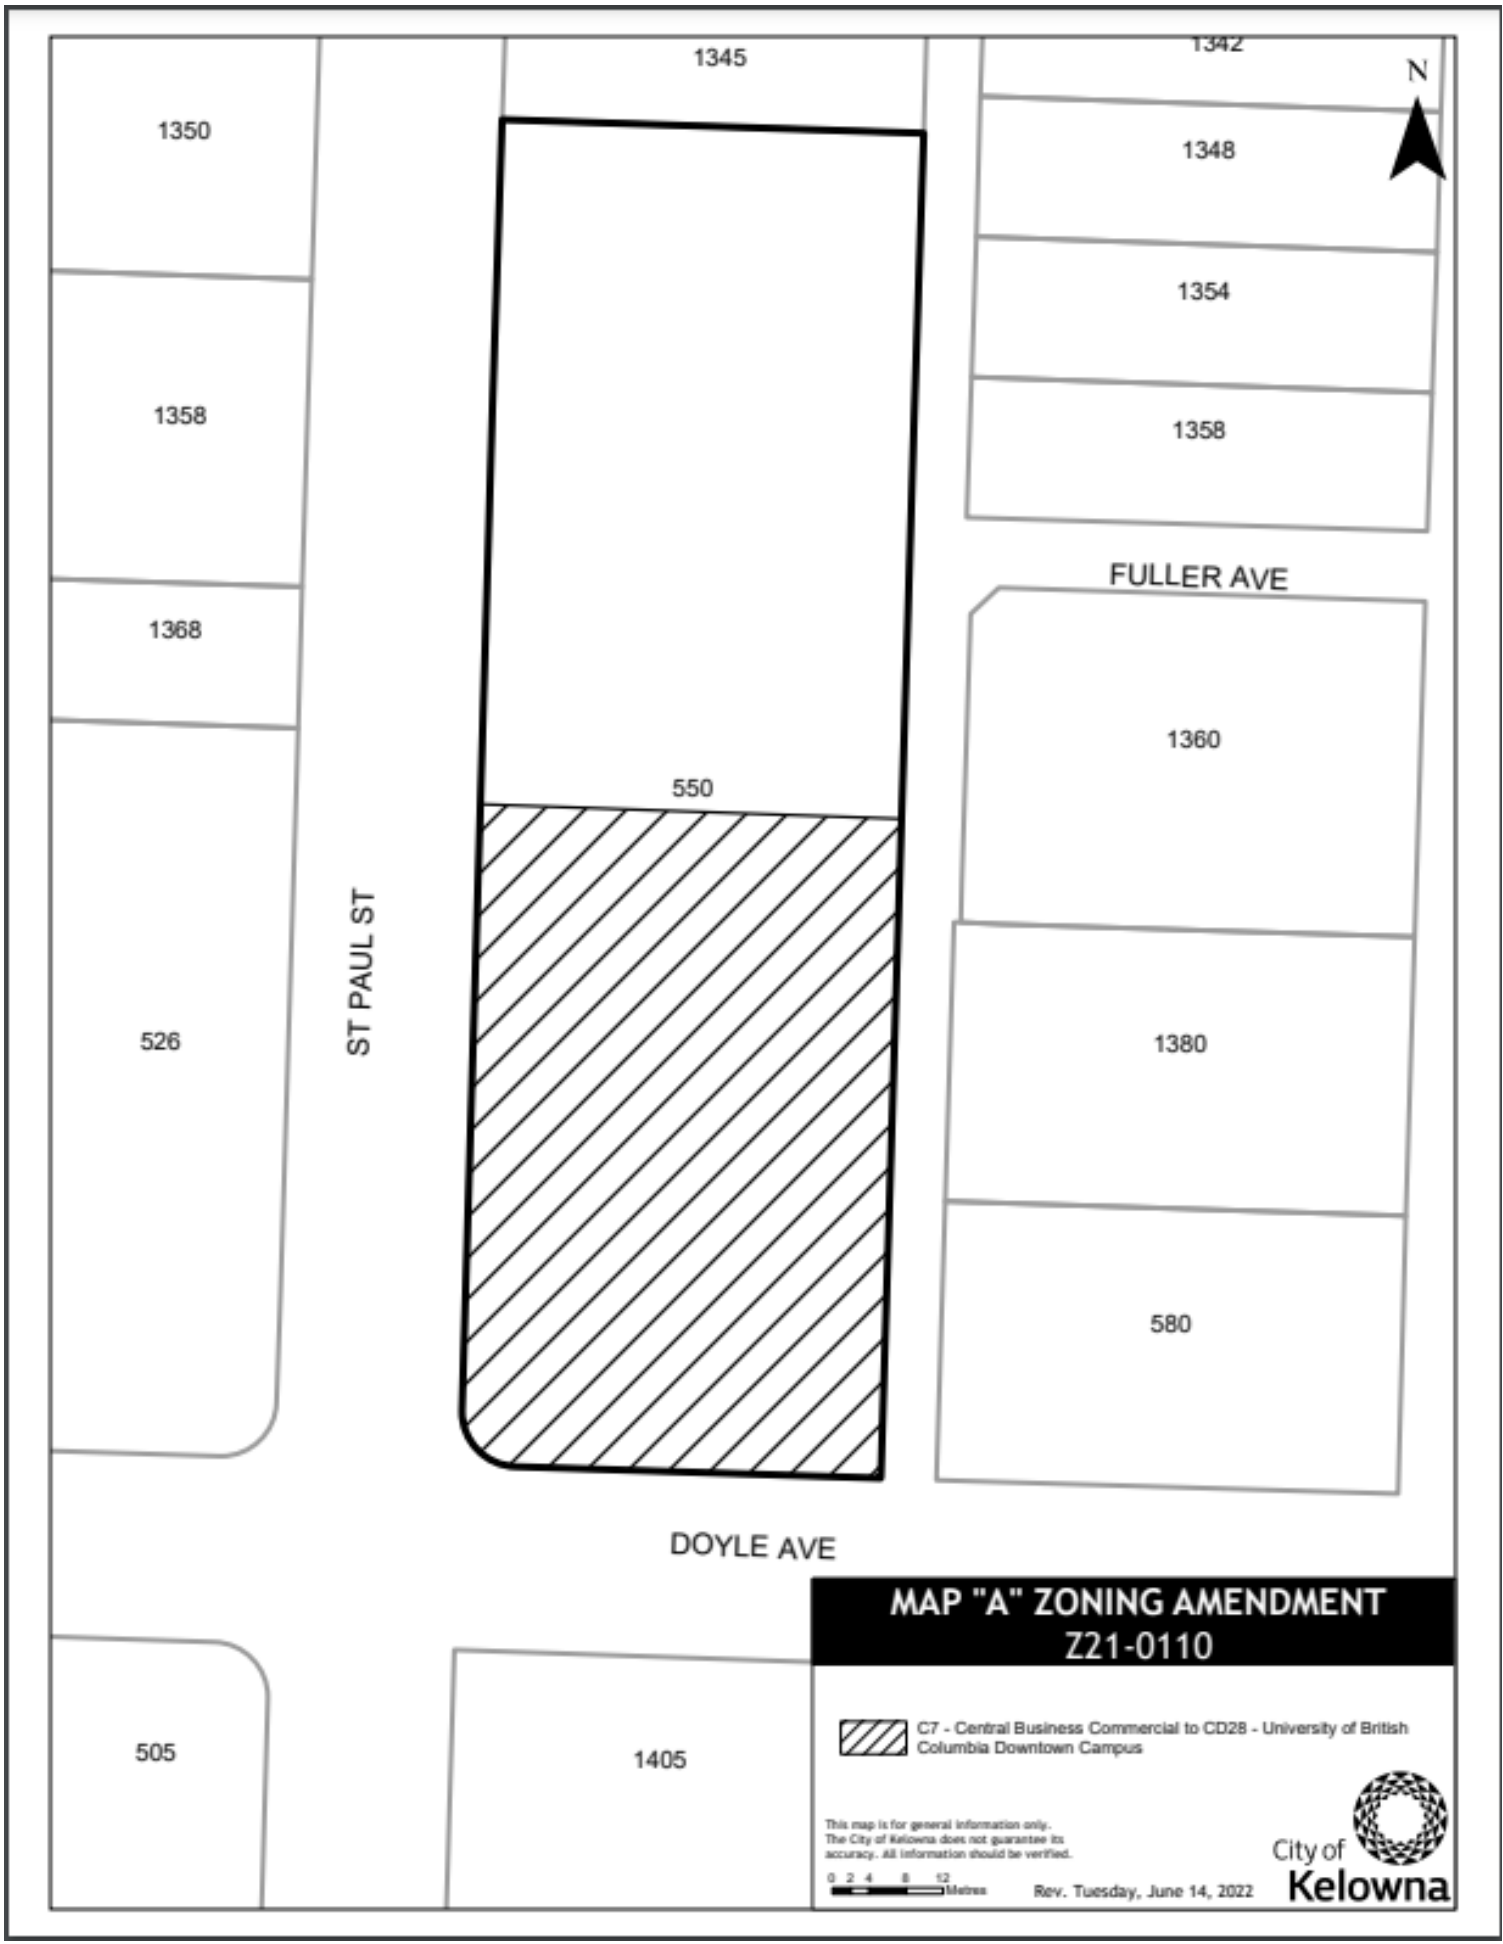 1345
1342
N
1350
1348
1354
1358
1358
FULLER AVE
1368
1360
550
ST PAUL ST
526
1380
580
DOYLE AVE
MAP "A" ZONING AMENDMENT
Z21-0110
C7 - Central Business Commercial to CD28 - University of British
Columbia Downtown Campus
505
1405
This map is for general information only.
The City of Kelowna does not guarantee its
accuracy. All information should be verified.
0 2 4 8 12
Metres
Rev. Tuesday, June 14, 2022
City of
Kelowna